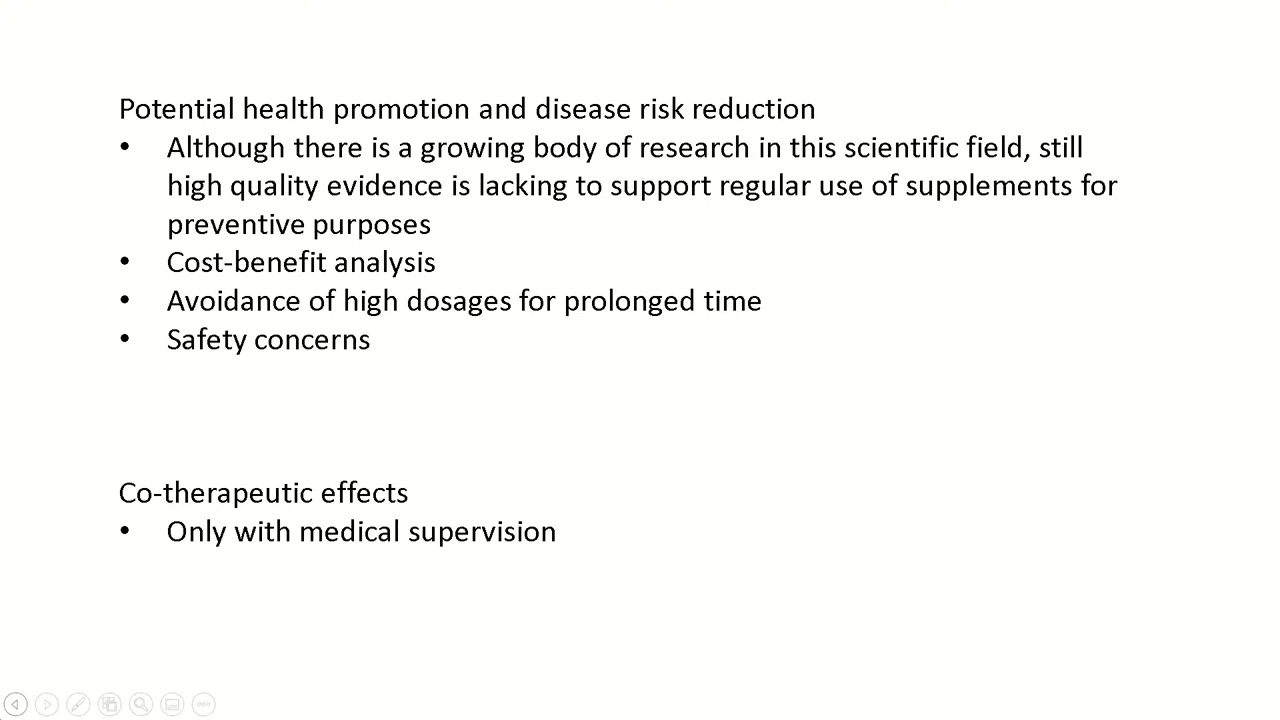 Potential health promotion and disease risk reduction
• Although there is a growing body of research in this scientific field, still
high quality evidence is lacking to support regular use of supplements for
preventive purposes
• Cost-benefit analysis
• Avoidance of high dosages for prolonged time
• Safety concerns
Co-therapeutic effects
• Only with medical supervision